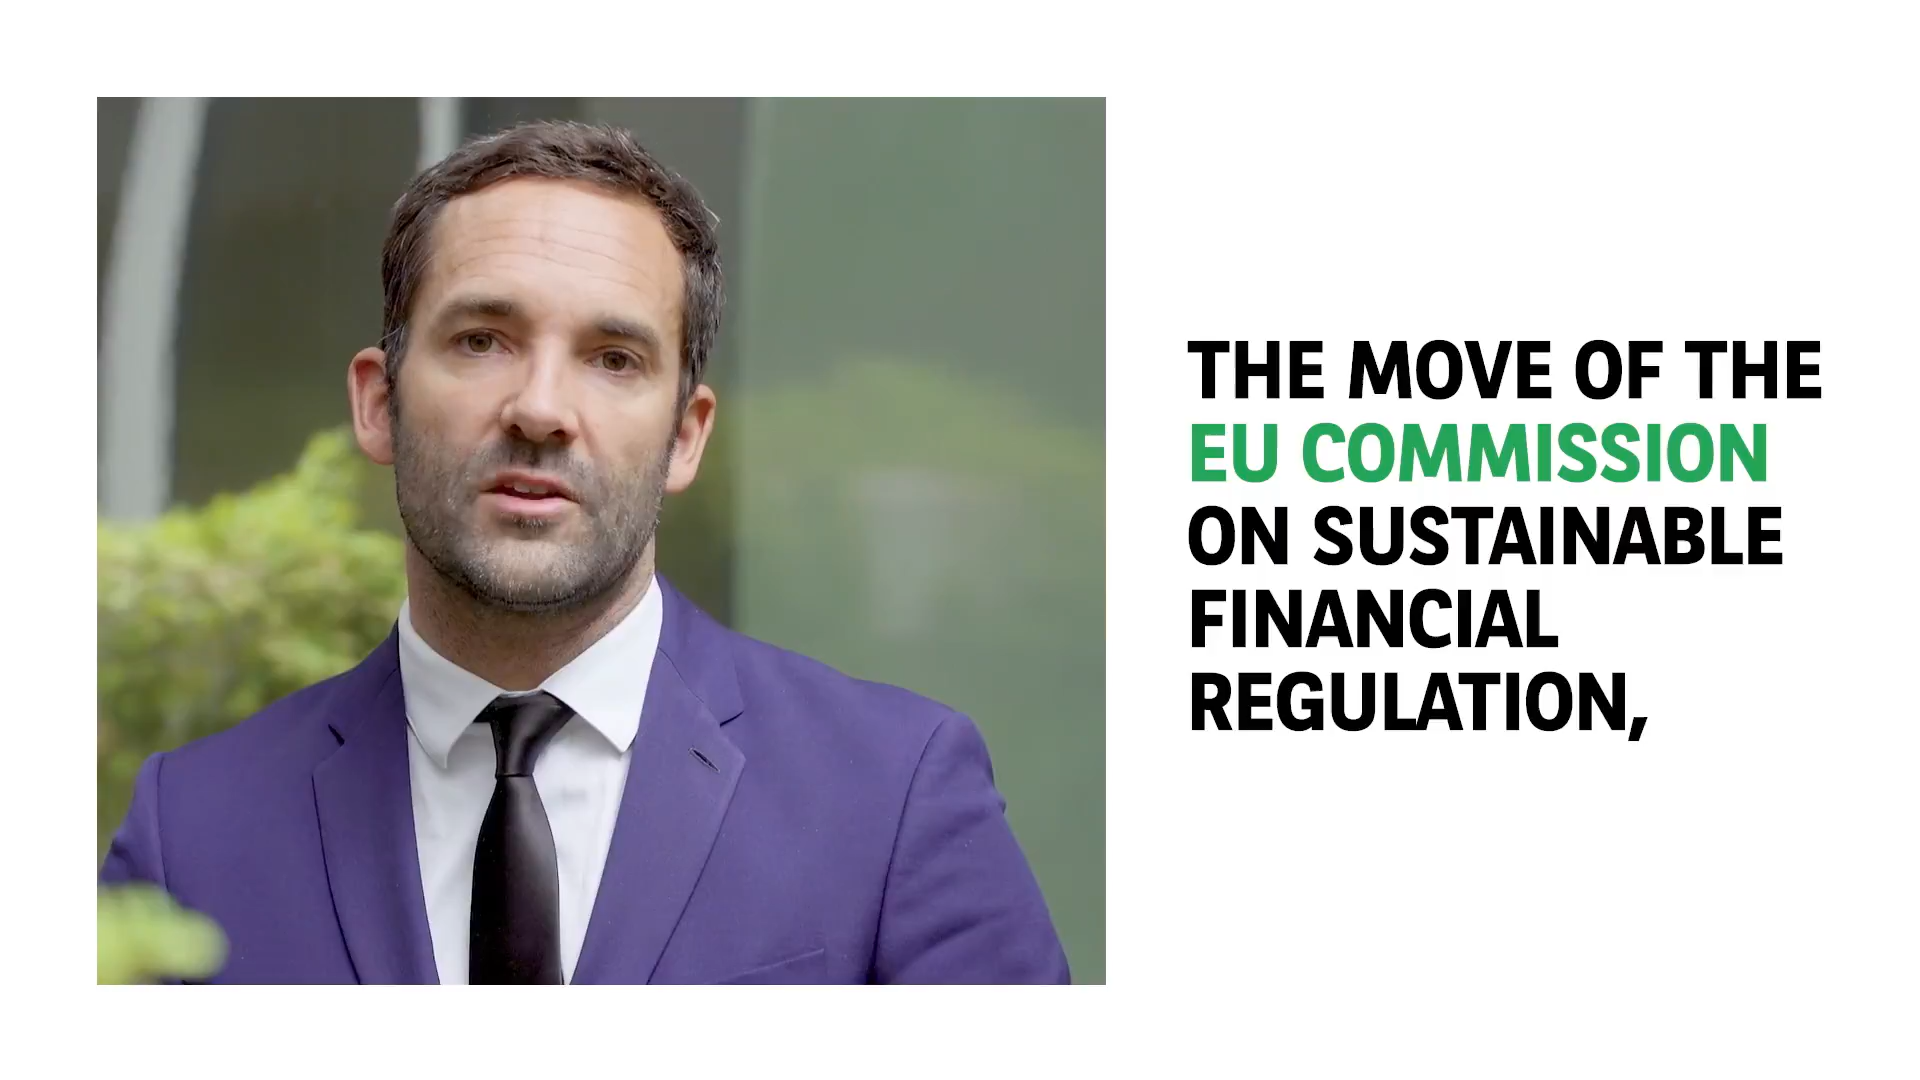 THE MOVE OF THE
EU COMMISSION
ON SUSTAINABLE
FINANCIAL
REGULATION,